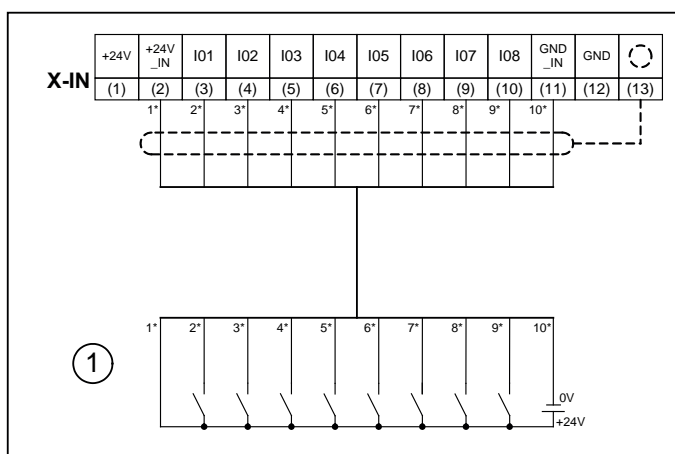 +24V +24V _IN I01 I02 I03 I04 I05 I06 I07 I08 GND _IN GND
X-IN (1) (2) (3) (4) (5) (6) (7) (8) (9) (10) (11) (12) (13)
1* 2* 3* 4* 5* 6* 7* 8* 9* 10*
1* 2* 3* 4* 5* 6* 7* 8* 9* 10*
1
0V
+24V